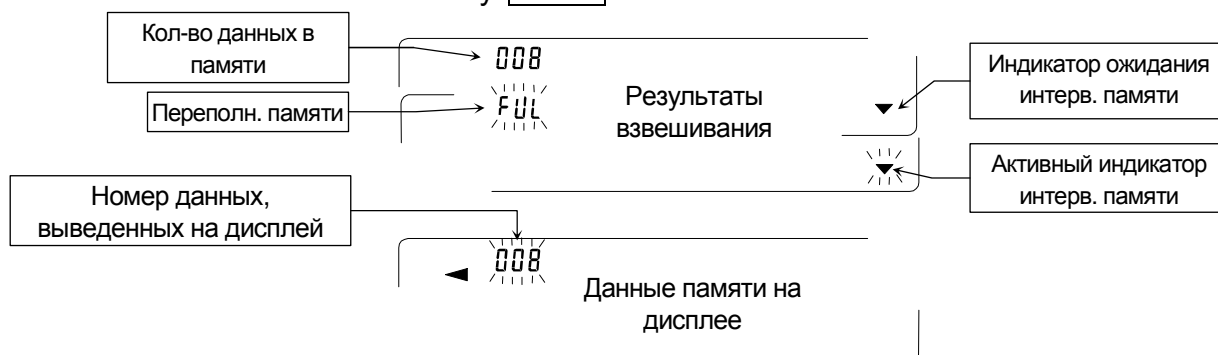 у
Кол-во данных в
памяти
008
Индикатор ожидания
интерв. памяти
Переполн. памяти
FUL
Результаты
взвешивания
Активный индикатор
интерв. памяти
Номер данных,
выведенных на дисплей
008
Данные памяти на
дисплее